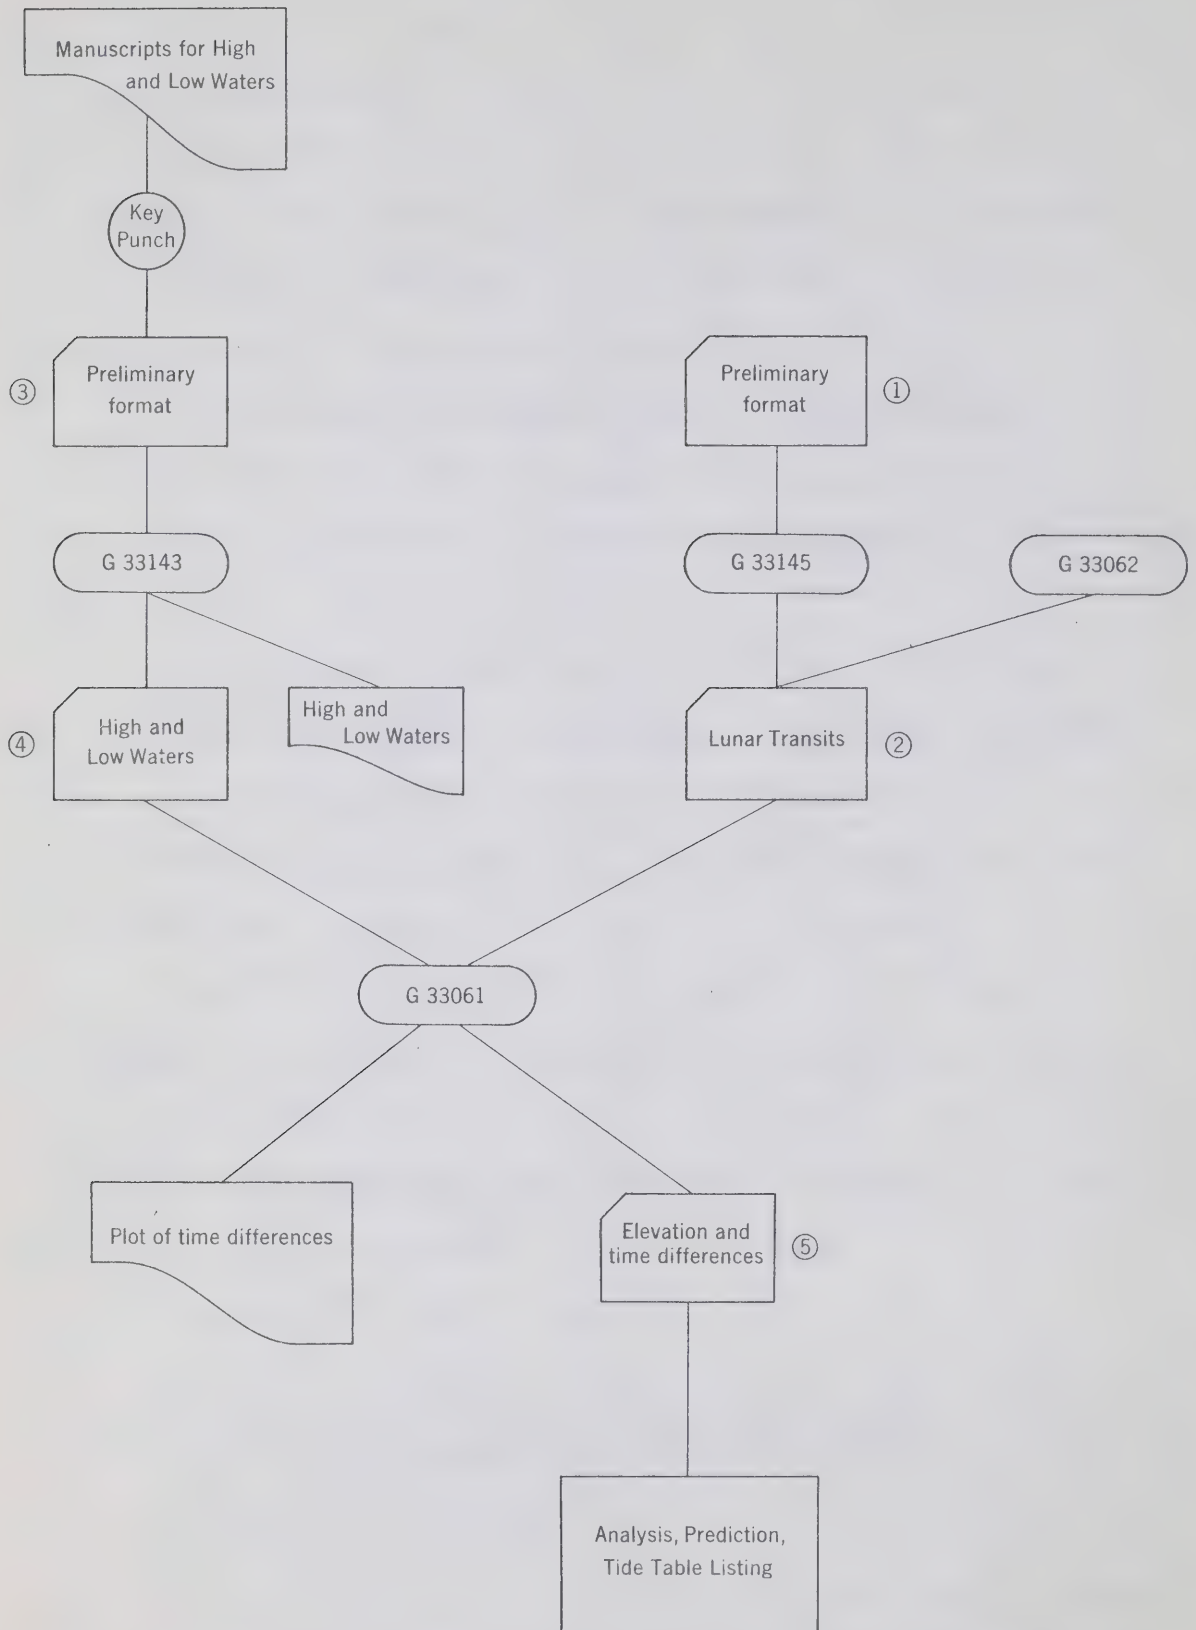 Manuscripts for High
and Low Waters
Key
Punch
③
Preliminary
format
Preliminary
format
①
G 33143
G 33145
G 33062
④
High and
Low Waters
High and
Low Waters
Lunar Transits
②
G 33061
Plot of time differences
Elevation and
time differences
⑤
Analysis, Prediction,
Tide Table Listing